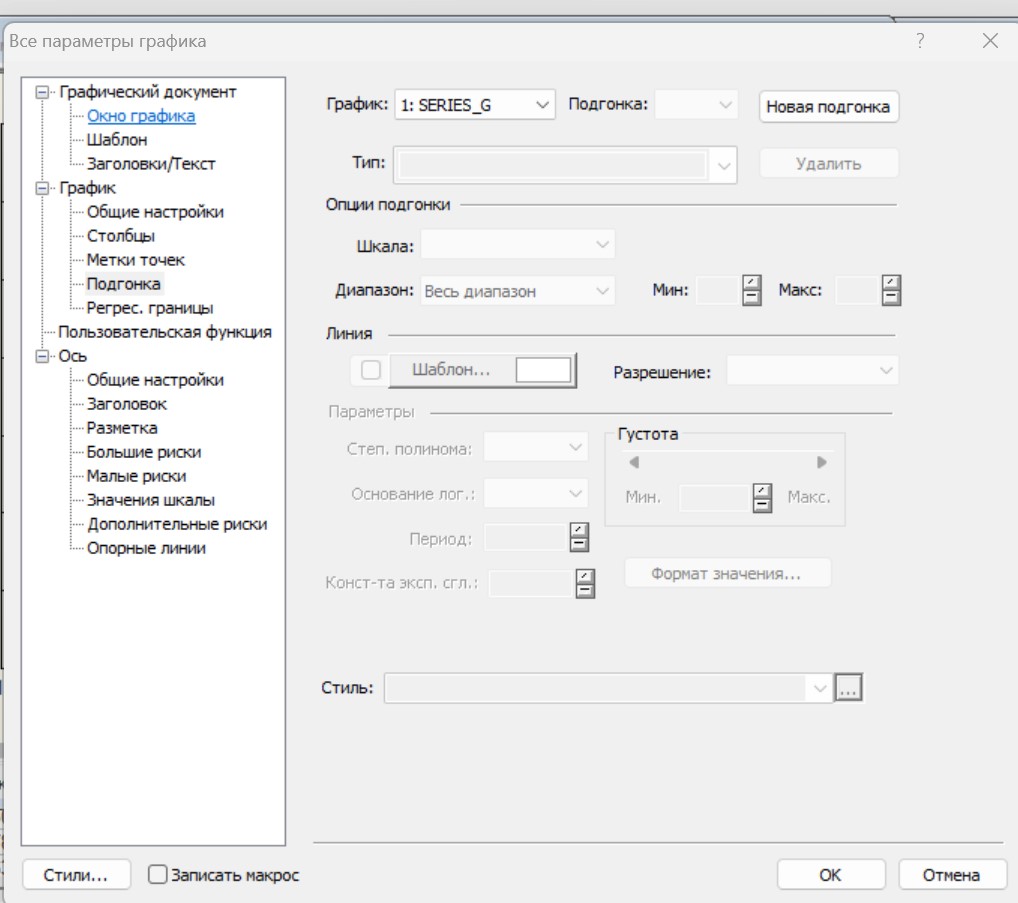 Все параметры графика
Графический документ
Окно графика
Шаблон
Заголовки/Текст
График
Общие настройки
Столбцы
Метки точек
Подгонка
Регрес. границы
Пользовательская функция
Ось
Общие настройки
Заголовок
Разметка
Большие риски
Малые риски
Значения шкалы
Дополнительные риски
Опорные линии
График: 1: SERIES_G Подгонка: Новая подгонка
Тип: Удалить
Опции подгонки
Шкала:
Диапазон: Весь диапазон Мин: Макс:
Линия
Шаблон... Разрешение:
Параметры
Густота
Степ. полинома:
Основание лог.: Мин. Макс.
Период:
Конст-та эксп. сгл.: Формат значения...
Стиль: ...
Стили... Записать макрос OK Отмена